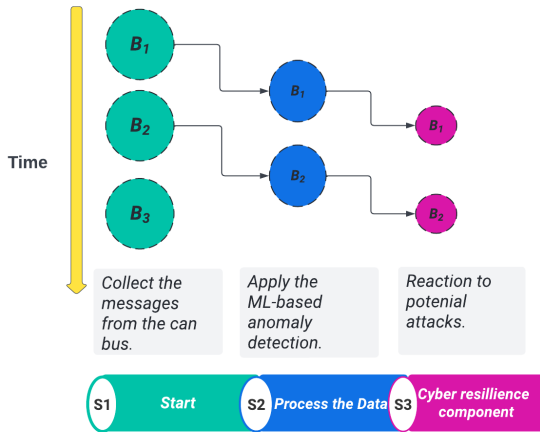 B1
B1
B2
B1
Time
B2
B3
B2
Collect the
messages
from the can
bus.
Apply the
ML-based
anomaly
detection.
Reaction to
potenial
attacks.
S1
Start
S2
Process the Data
S3
Cyber resillience
component